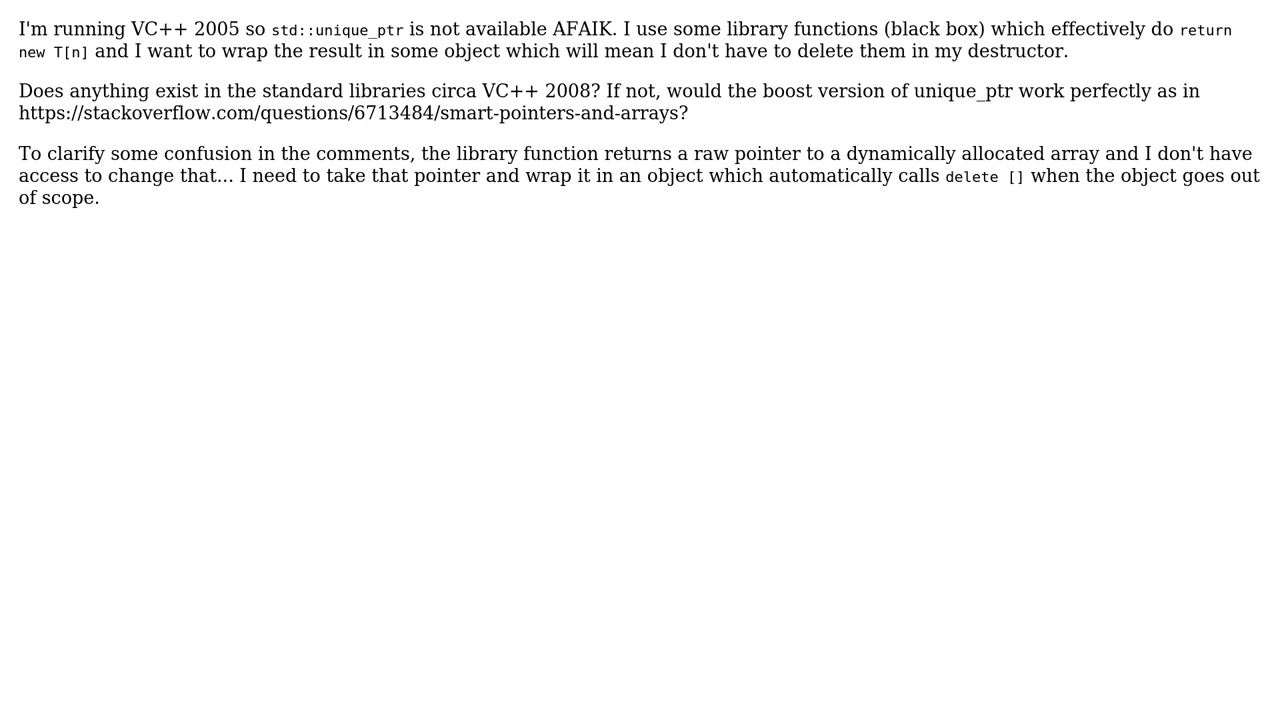 I'm running VC++ 2005 so std::unique_ptr is not available AFAIK. I use some library functions (black box) which effectively do return
new T[n] and I want to wrap the result in some object which will mean I don't have to delete them in my destructor.
Does anything exist in the standard libraries circa VC++ 2008? If not, would the boost version of unique_ptr work perfectly as in
https://stackoverflow.com/questions/6713484/smart-pointers-and-arrays?
To clarify some confusion in the comments, the library function returns a raw pointer to a dynamically allocated array and I don't have
access to change that... I need to take that pointer and wrap it in an object which automatically calls delete [] when the object goes out
of scope.